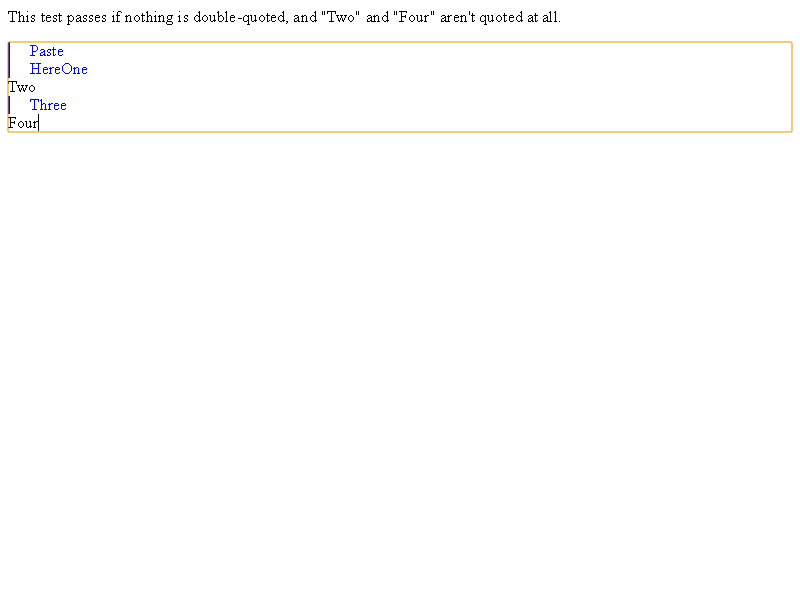 This test passes if nothing is double-quoted, and "Two" and "Four" aren't quoted at all.
Paste
HereOne
Two
Three
Four